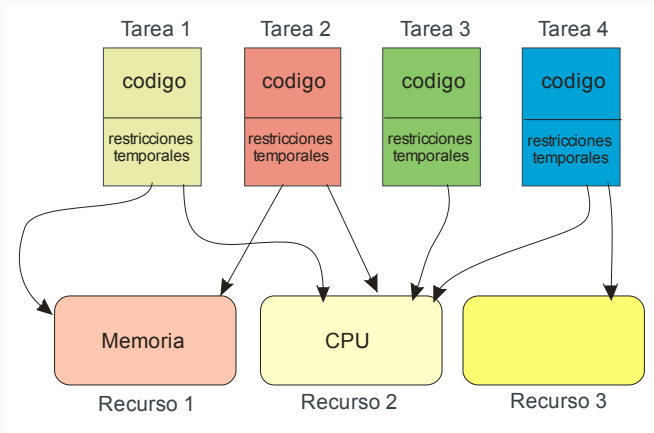 Tarea 1
Tarea 2
Tarea 3
Tarea 4
codigo
codigo
codigo
codigo
restricciones
temporales
restricciones
temporales
restricciones
temporales
restricciones
temporales
Memoria
CPU
Recurso 1
Recurso 2
Recurso 3